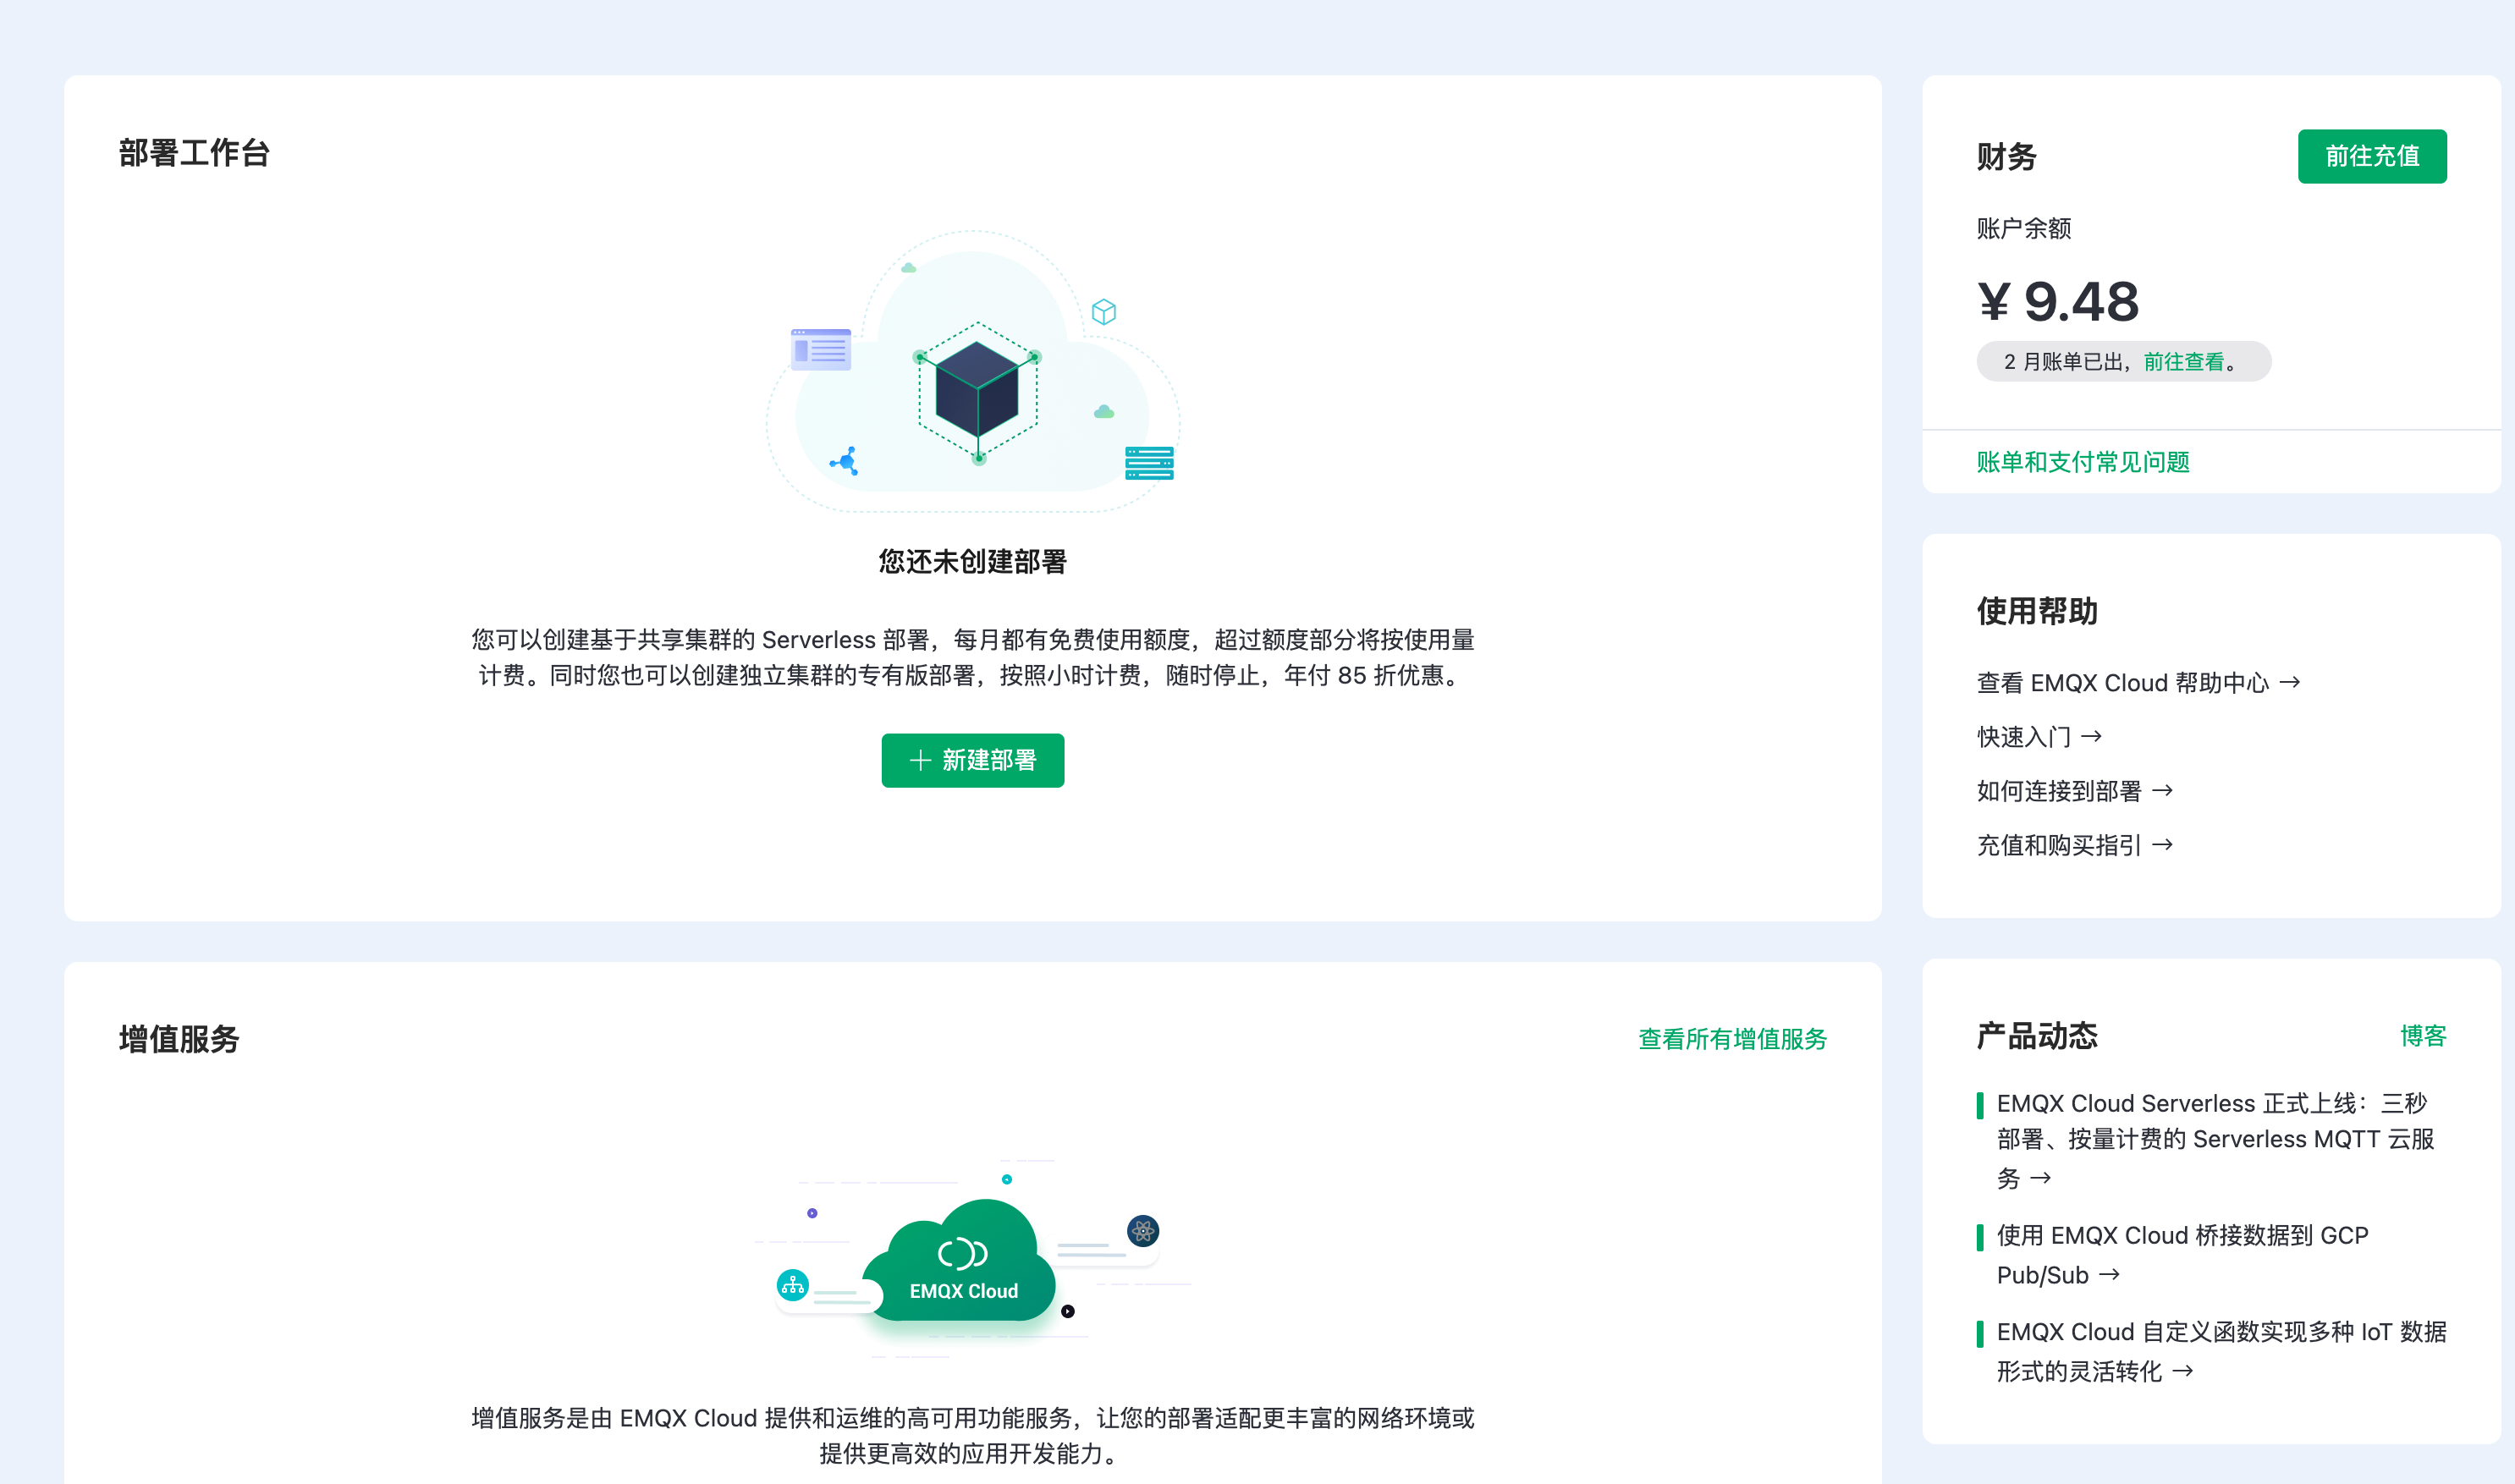 部署工作台
您还未创建部署
您可以创建基于共享集群的 Serverless 部署，每月都有免费使用额度，超过额度部分将按使用量
计费。同时您也可以创建独立集群的专有版部署，按照小时计费，随时停止，年付 85 折优惠。
新建部署
增值服务
查看所有增值服务
EMQX Cloud
增值服务是由 EMQX Cloud 提供和运维的高可用功能服务，让您的部署适配更丰富的网络环境或
提供更高效的应用开发能力。
财务
前往充值
账户余额
¥ 9.48
2 月账单已出，前往查看。
账单和支付常见问题
使用帮助
查看 EMQX Cloud 帮助中心 →
快速入门 →
如何连接到部署 →
充值和购买指引 →
产品动态
博客
EMQX Cloud Serverless 正式上线：三秒
部署、按量计费的 Serverless MQTT 云服
务 →
使用 EMQX Cloud 桥接数据到 GCP
Pub/Sub →
EMQX Cloud 自定义函数实现多种 IoT 数据
形式的灵活转化 →